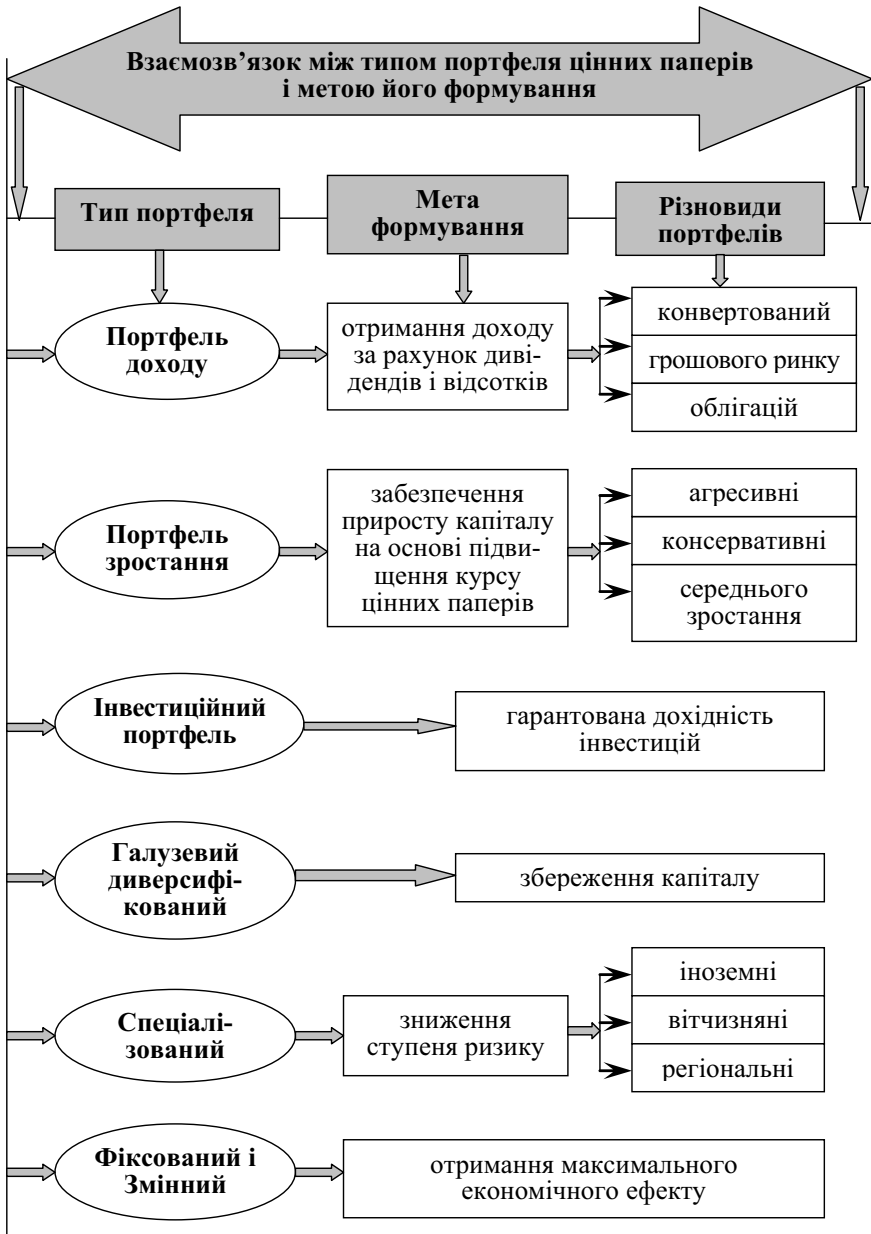 Взаємозв’язок між типом портфеля цінних паперів
і метою його формування
Тип портфеля
Мета
формування
Різновиди
портфелів
Портфель
доходу
отримання доходу
за рахунок диві-
дендів і відсотків
конвертований
грошового ринку
облігацій
Портфель
зростання
забезпечення
приросту капіталу
на основі підви-
щення курсу
цінних паперів
агресивні
консервативні
середнього
зростання
Інвестиційний
портфель
гарантована дохідність
інвестицій
Галузевий
диверсифі-
кований
збереження капіталу
Спеціалі-
зований
зниження
ступеня ризику
іноземні
вітчизняні
регіональні
Фіксований і
Змінний
отримання максимального
економічного ефекту